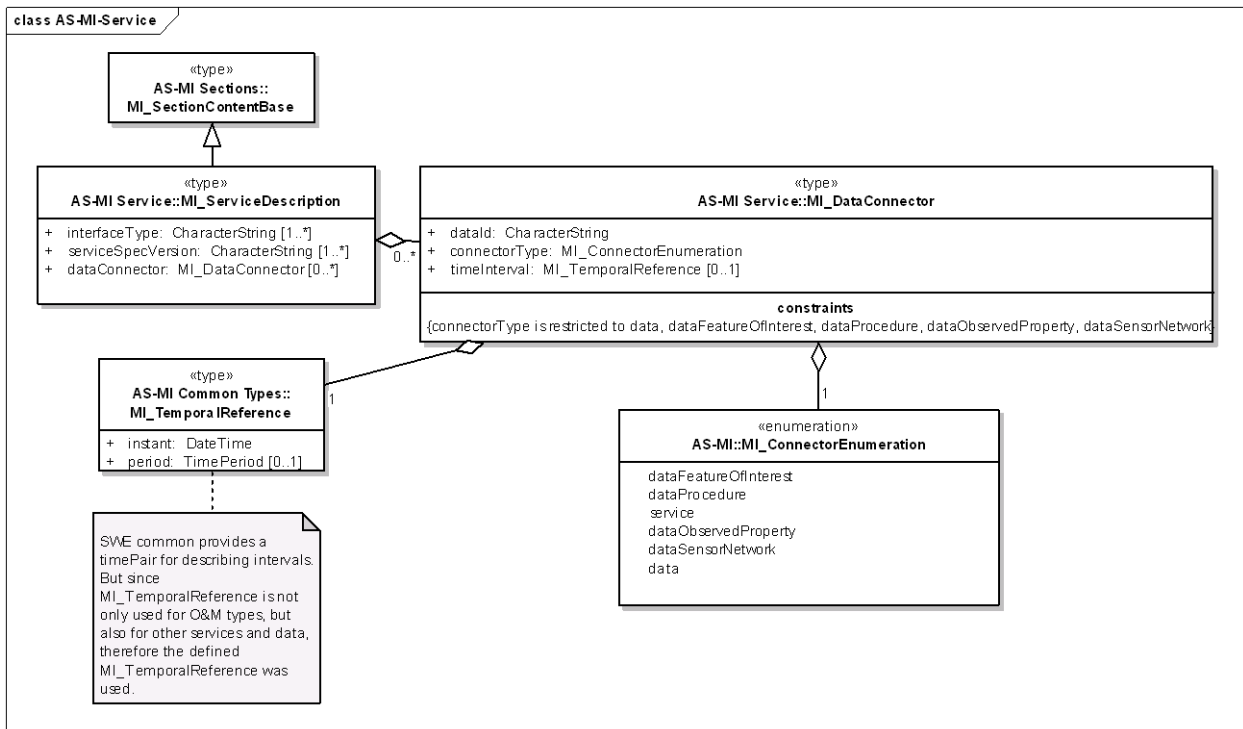 class AS-MI-Service
«type»
AS-MI Sections::
MI_SectionContentBase
«type»
AS-MI Service::MI_ServiceDescription
+ interfaceType: CharacterString [1..*]
+ serviceSpecVersion: CharacterString [1..*]
+ dataConnector: MI_DataConnector [0..*]
0..*
«type»
AS-MI Service::MI_DataConnector
+ dataId: CharacterString
+ connectorType: MI_ConnectorEnumeration
+ timeInterval: MI_TemporalReference [0..1]
constraints
{connectorType is restricted to data, dataFeatureOfInterest, dataProcedure, dataObservedProperty, dataSensorNetwork}
«type»
AS-MI Common Types::
MI_TemporalReference
+ instant: DateTime
+ period: TimePeriod [0..1]
1
1
«enumeration»
AS-MI::MI_ConnectorEnumeration
dataFeatureOfInterest
dataProcedure
service
dataObservedProperty
dataSensorNetwork
data
SWE common provides a
timePair for describing intervals.
But since
MI_TemporalReference is not
only used for O&M types, but
also for other services and data,
therefore the defined
MI_TemporalReference was
used.